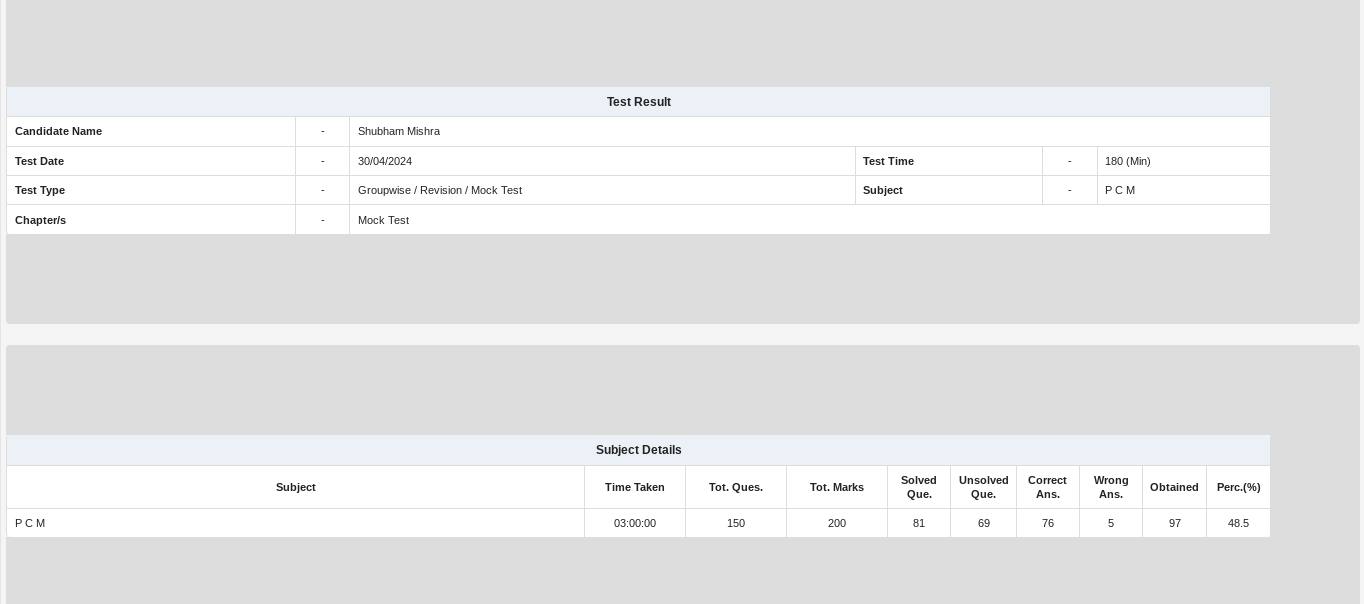 Test Result
Candidate Name - Shubham Mishra
Test Date - 30/04/2024 Test Time - 180 (Min)
Test Type - Groupwise / Revision / Mock Test Subject - P C M
Chapter/s - Mock Test
Subject Details
Subject Time Taken Tot. Ques. Tot. Marks Solved Que. Unsolved Que. Correct Ans. Wrong Ans. Obtained Perc.(%)
P C M 03:00:00 150 200 81 69 76 5 97 48.5